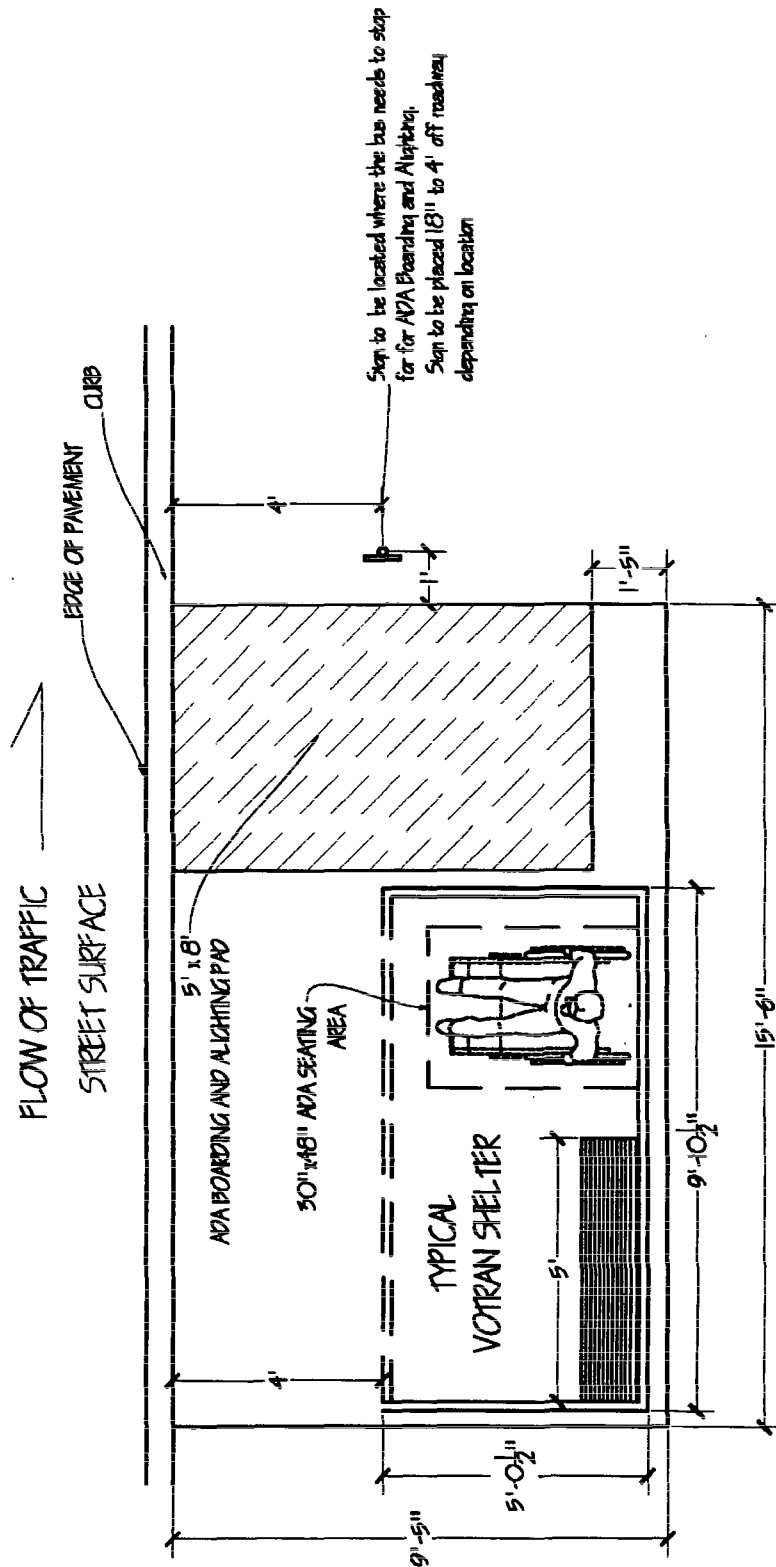 FLOW OF TRAFFIC
STREET SURFACE
EDGE OF PAVEMENT
CURB
5' x 8'
ADA BOARDING AND ALIGHTING PAD
30"x48" ADA SEATING
AREA
TYPICAL
VOTRAN SHELTER
Sign to be located where the bus needs to stop
for for ADA Boarding and Alighting.
Sign to be placed 18" to 4' off roadway
depending on location
4'
4'
1'
1'-5"
5'
9'-10½"
15'-6"
5'-0½"
9'-5"